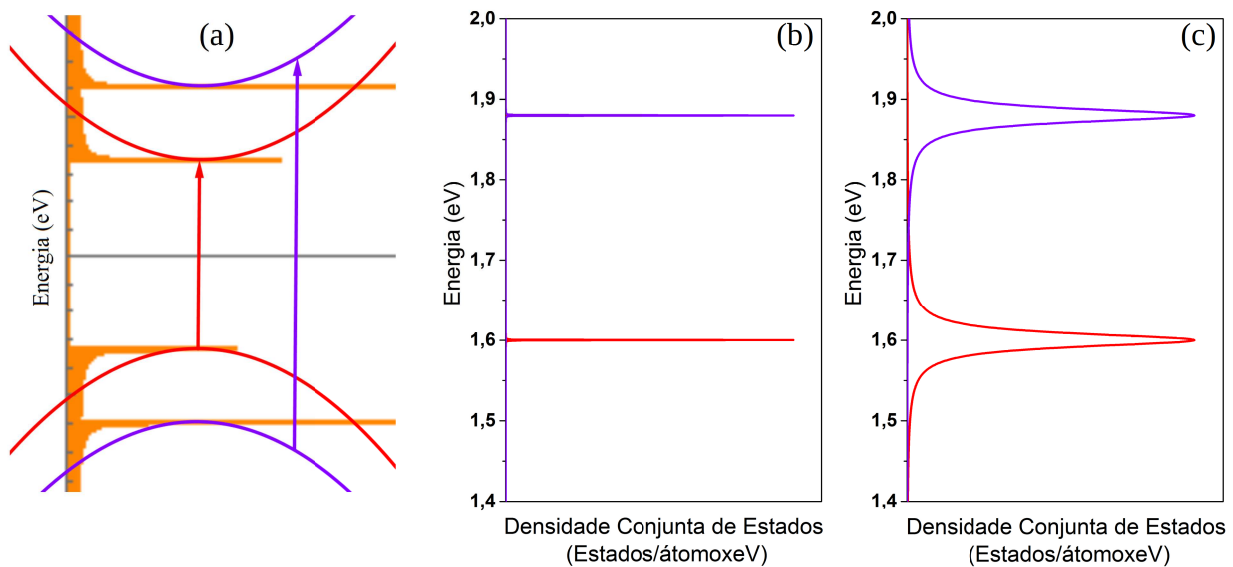 (a)
Energia (eV)
(b)
2,0
1,9
1,8
1,7
1,6
1,5
1,4
Energia (eV)
Densidade Conjunta de Estados
(Estados/átomoxeV)
(c)
2,0
1,9
1,8
1,7
1,6
1,5
1,4
Energia (eV)
Densidade Conjunta de Estados
(Estados/átomoxeV)